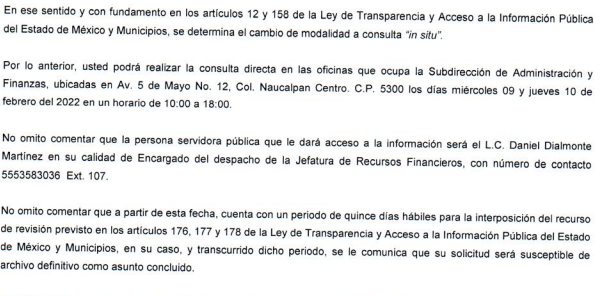 En ese sentido y con fundamento en los artículos 12 y 158 de la Ley de Transparencia y Acceso a la Información Pública
del Estado de México y Municipios, se determina el cambio de modalidad a consulta "in situ".
Por lo anterior, usted podrá realizar la consulta directa en las oficinas que ocupa la Subdirección de Administración y
Finanzas, ubicadas en Av. 5 de Mayo No. 12, Col. Naucalpan Centro. C.P. 5300 los días miércoles 09 y jueves 10 de
febrero del 2022 en un horario de 10:00 a 18:00.
No omito comentar que la persona servidora pública que le dará acceso a la información será el L.C. Daniel Dialmonte
Martínez en su calidad de Encargado del despacho de la Jefatura de Recursos Financieros, con número de contacto
5553583036 Ext. 107.
No omito comentar que a partir de esta fecha, cuenta con un periodo de quince días hábiles para la interposición del recurso
de revisión previsto en los artículos 176, 177 y 178 de la Ley de Transparencia y Acceso a la Información Pública del Estado
de México y Municipios, en su caso, y transcurrido dicho periodo, se le comunica que su solicitud será susceptible de
archivo definitivo como asunto concluido.